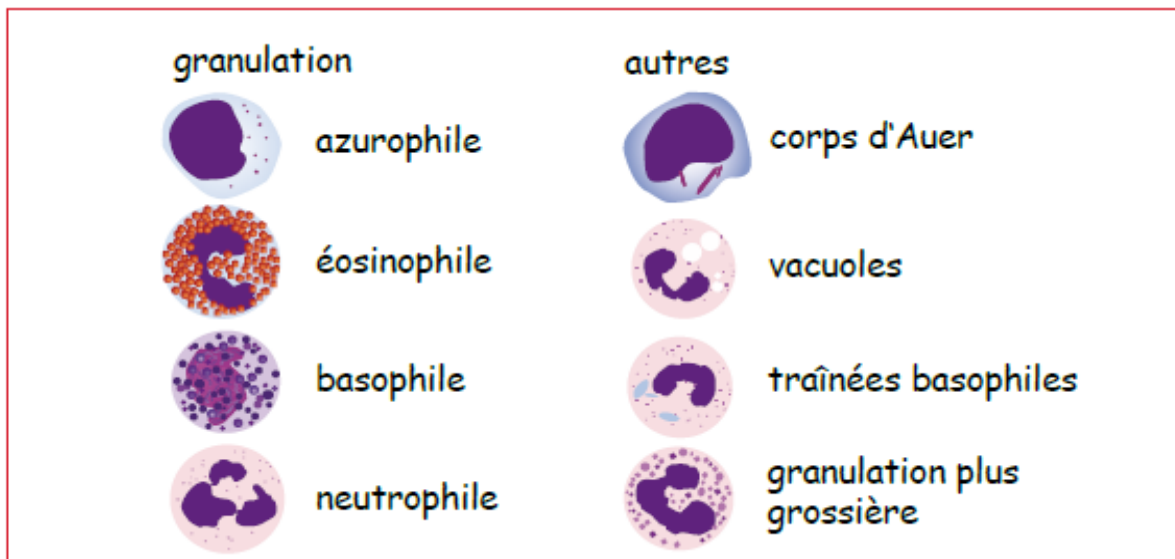 granulation
azurophile
éosinophile
basophile
neutrophile
autres
corps d'Auer
vacuoles
traînées basophiles
granulation plus
grossière